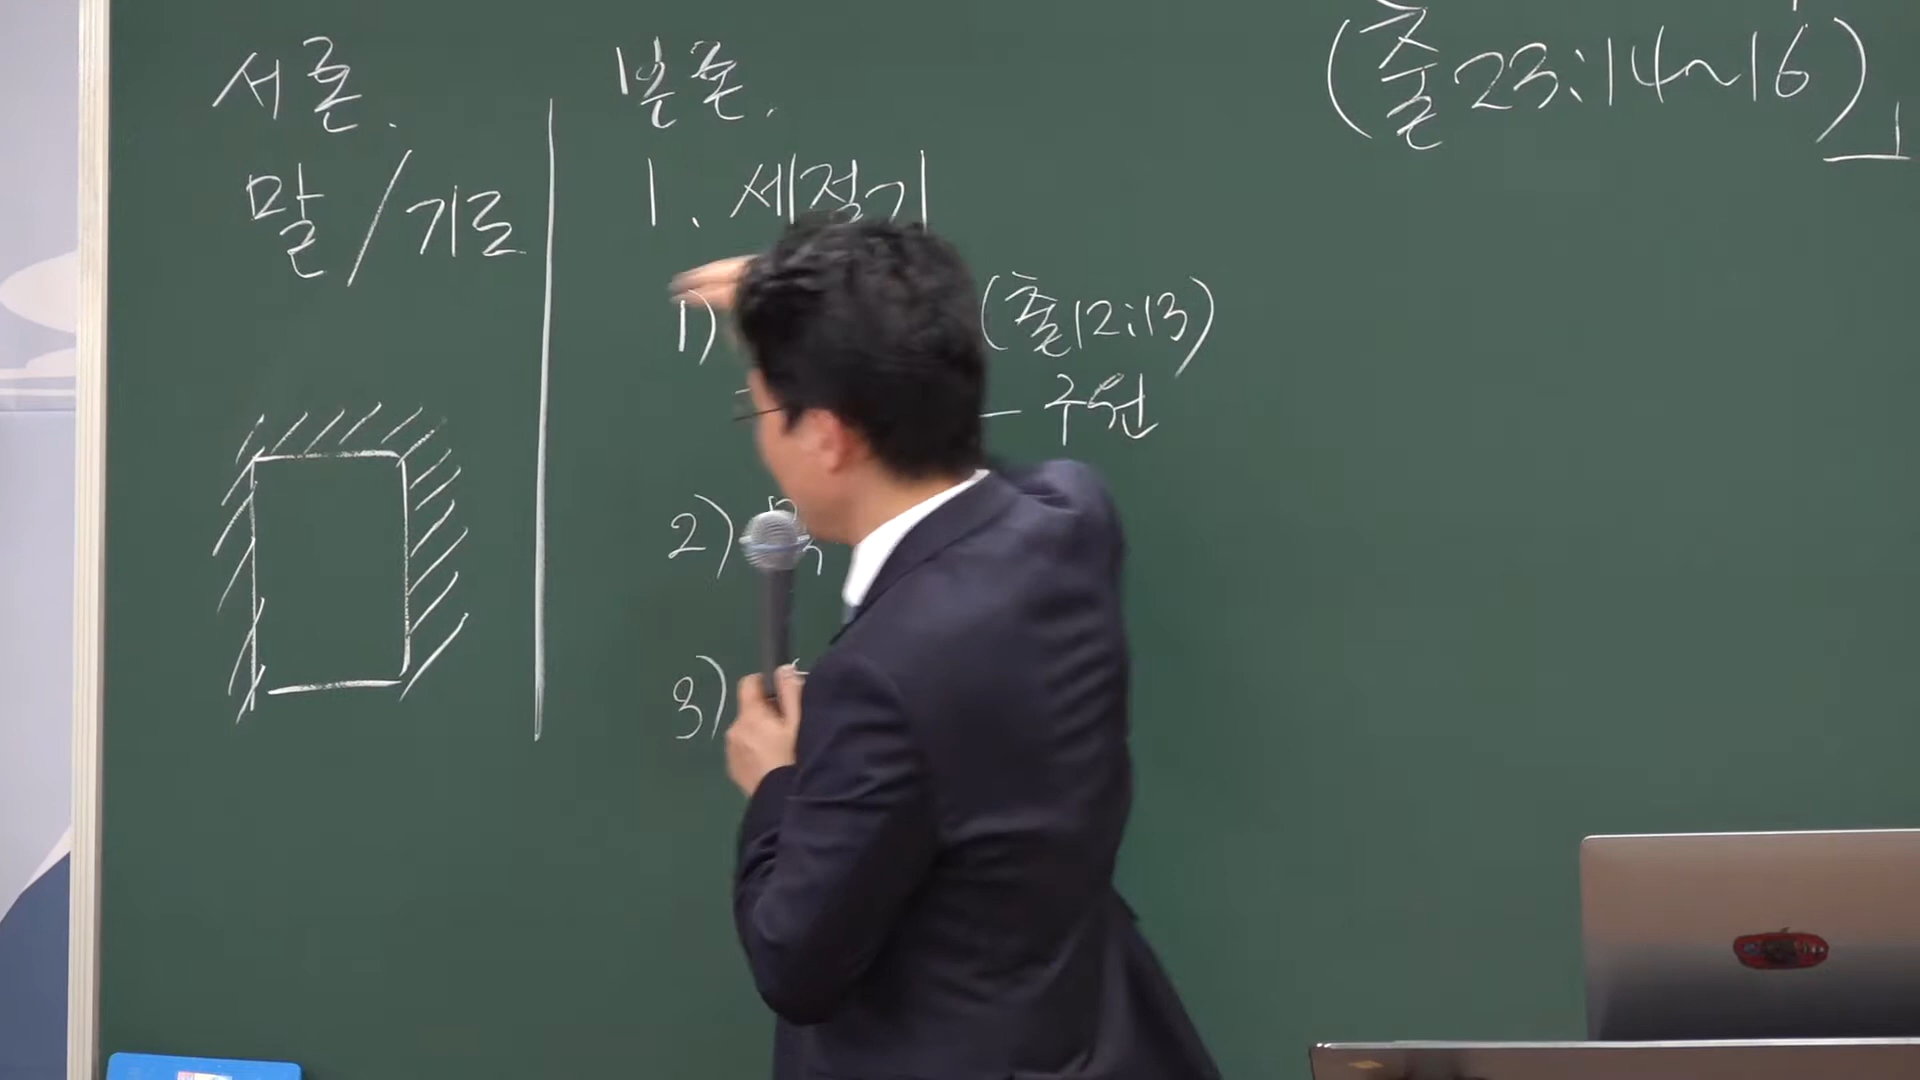 서론.
말/기로
본론.
1. 세절기
1) (출12:13)
- 구원
2)
3)
(출23:14~16)